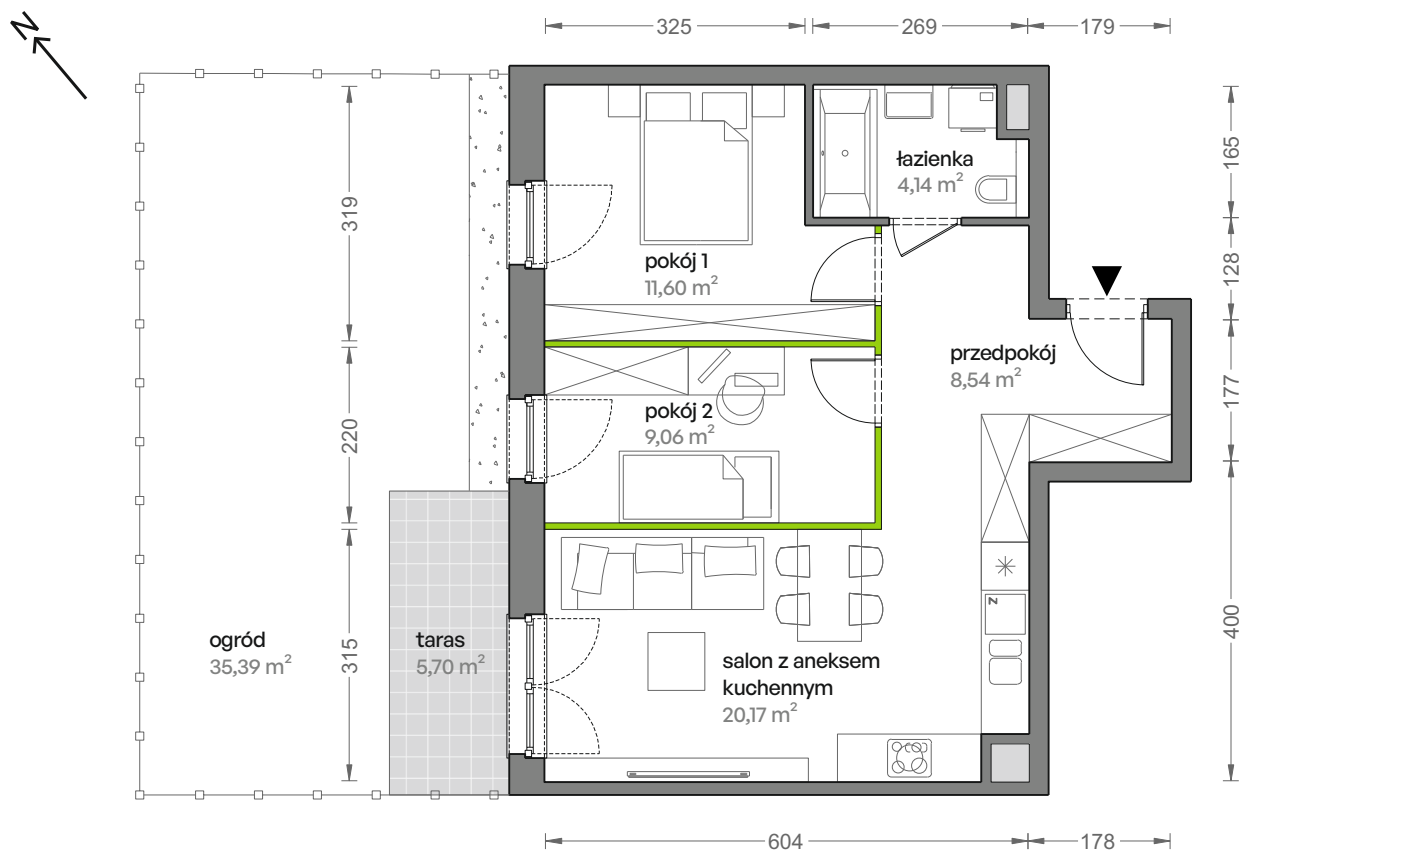 N
325
269
179
319
220
315
165
128
177
400
łazienka
4,14 m²
pokój 1
11,60 m²
przedpokój
8,54 m²
pokój 2
9,06 m²
N
ogród
35,39 m²
taras
5,70 m²
salon z aneksem
kuchennym
20,17 m²
604
178